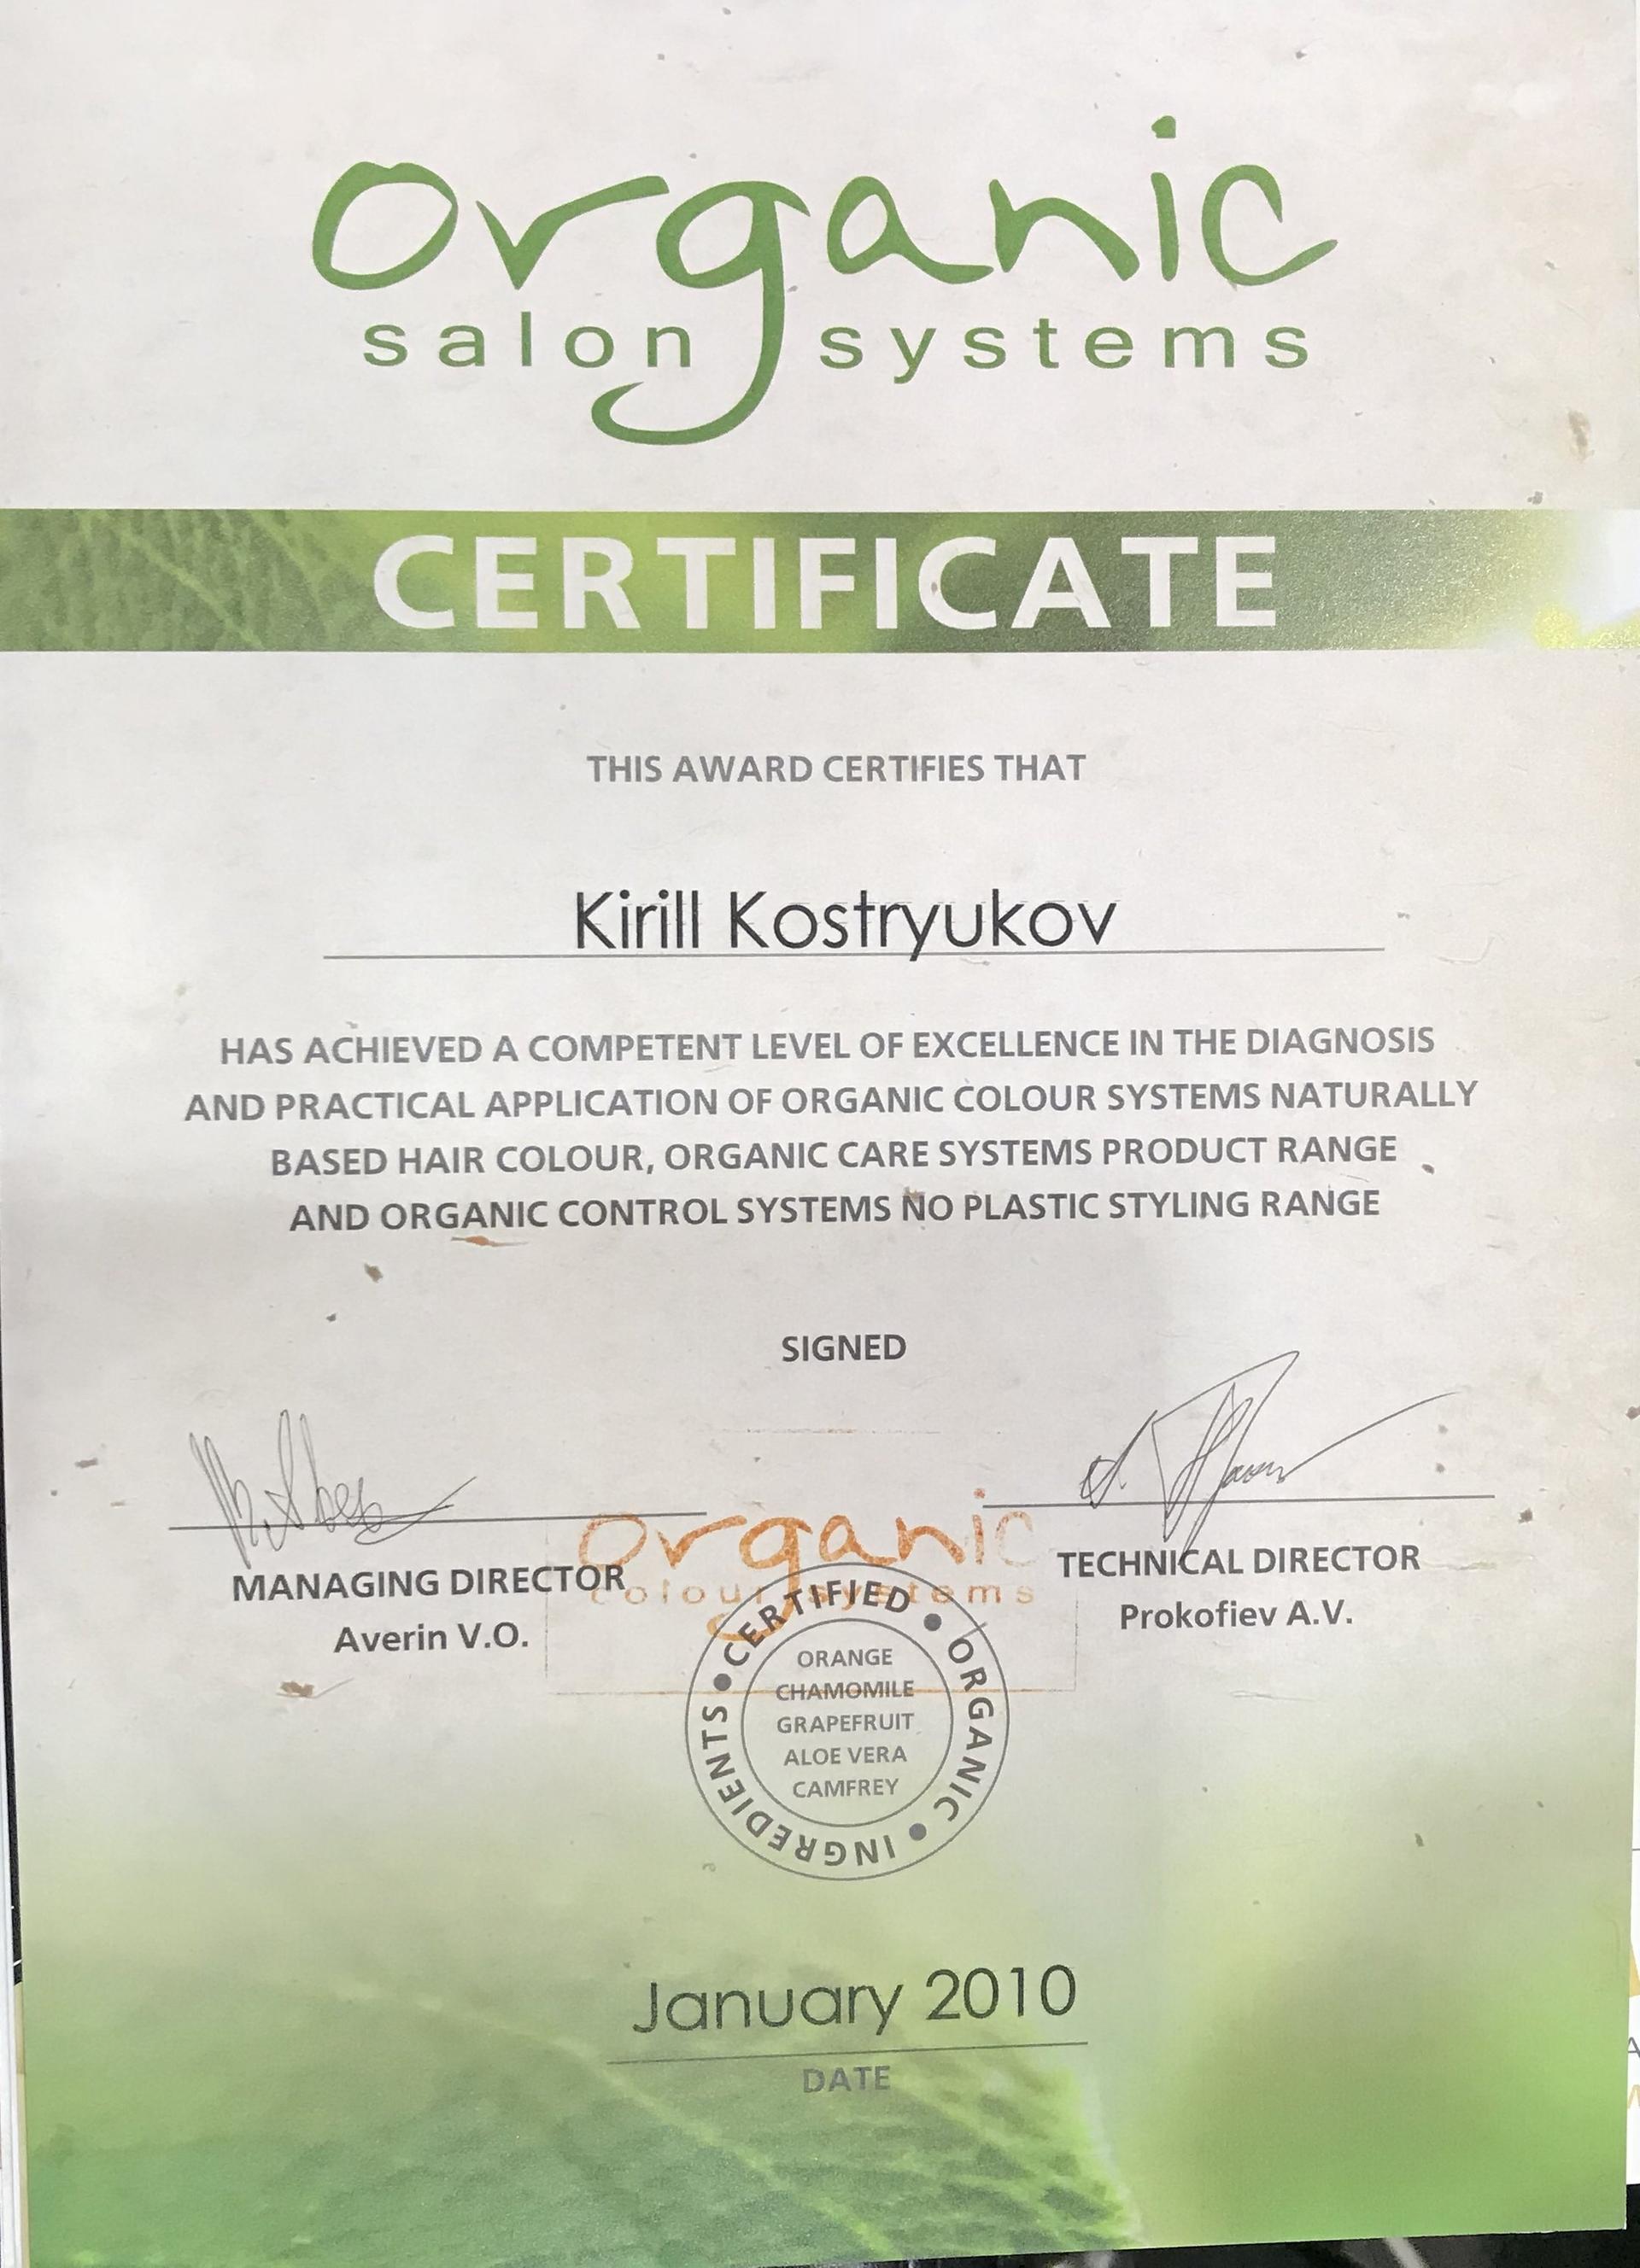 organic
salon systems
CERTIFICATE
THIS AWARD CERTIFIES THAT
Kirill Kostryukov
HAS ACHIEVED A COMPETENT LEVEL OF EXCELLENCE IN THE DIAGNOSIS
AND PRACTICAL APPLICATION OF ORGANIC COLOUR SYSTEMS NATURALLY
BASED HAIR COLOUR, ORGANIC CARE SYSTEMS PRODUCT RANGE
AND ORGANIC CONTROL SYSTEMS NO PLASTIC STYLING RANGE
SIGNED
MANAGING DIRECTOR
Averin V.O.
TECHNICAL DIRECTOR
Prokofiev A.V.
organic
colour systems
CERTIFIED • ORGANIC • INGREDIENTS •
ORANGE
CHAMOMILE
GRAPEFRUIT
ALOE VERA
CAMFREY
January 2010
DATE